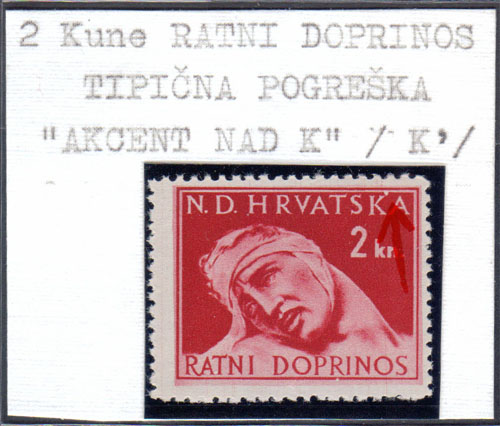 2 Kune RATNI DOPRINOS
TIPIČNA POGREŠKA
"AKCENT NAD K" / K'/
N.D.HRVATSKA
2 kn.
RATNI DOPRINOS